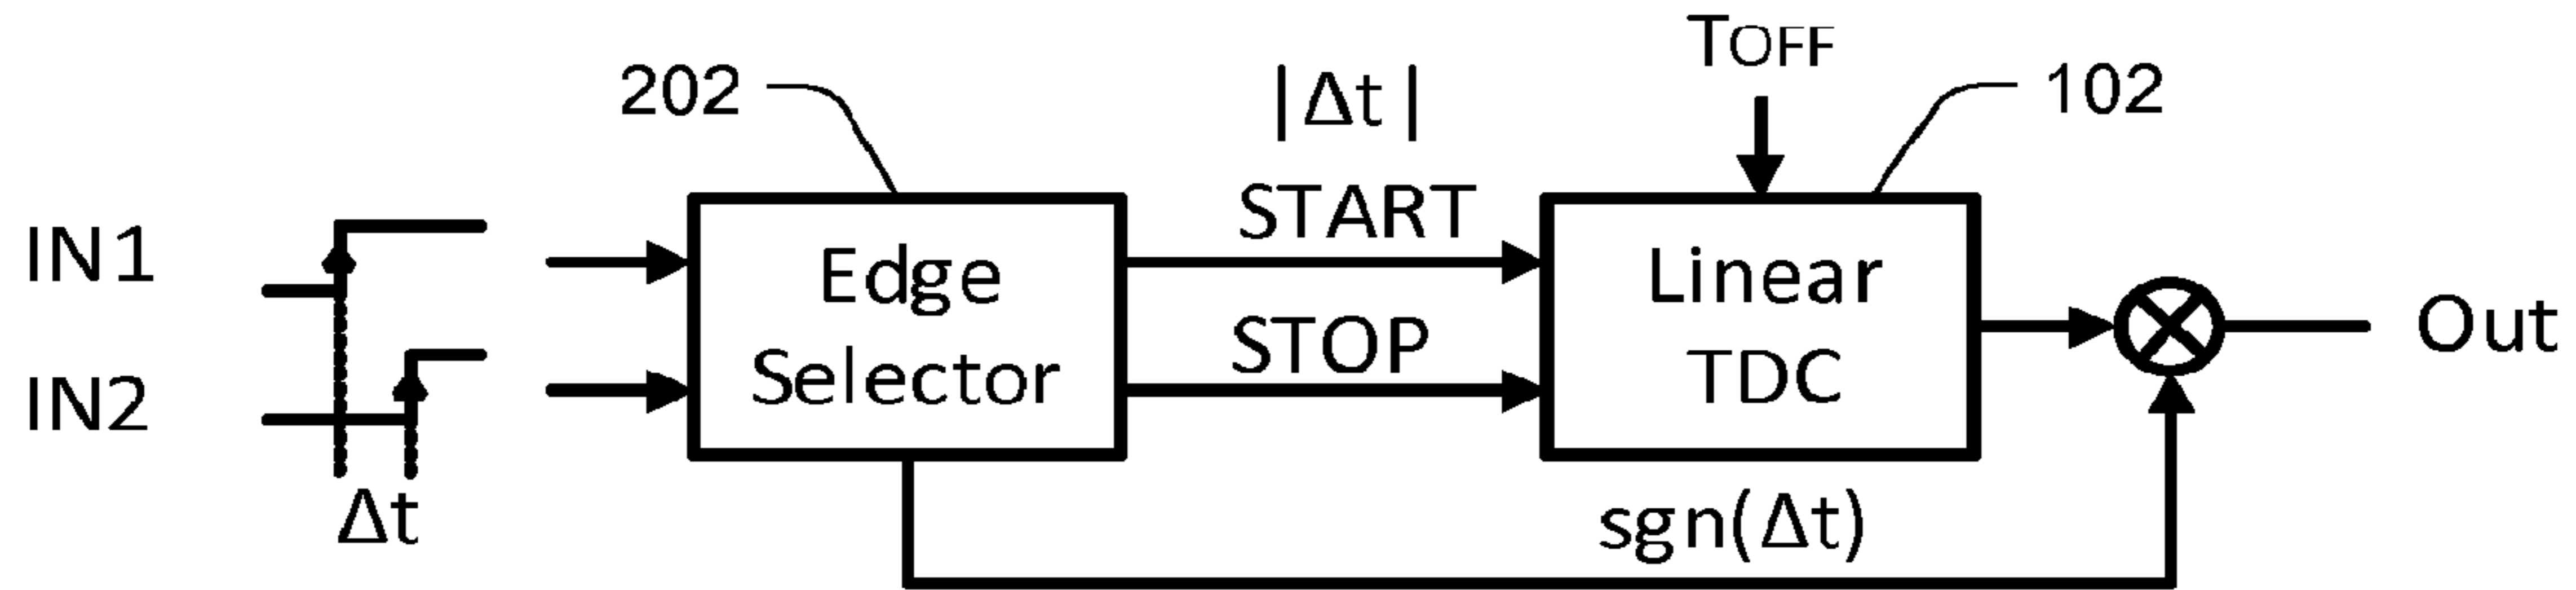 TOFF
202
|Δt|
102
START
IN1
Edge
Selector
Linear
TDC
STOP
Out
IN2
Δt
sgn(Δt)